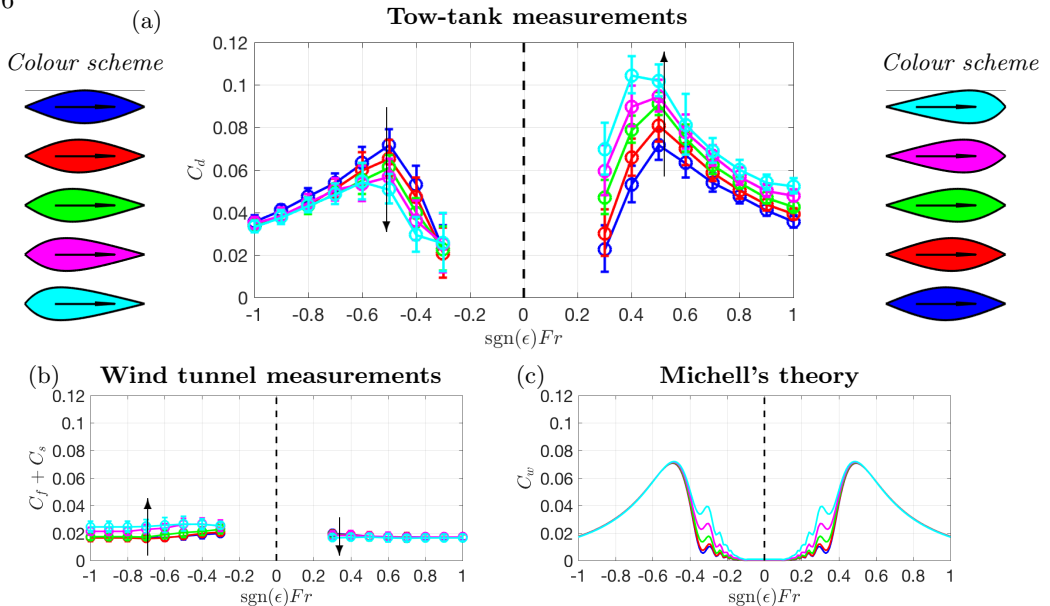 6
Tow-tank measurements
(a)
Colour scheme
Colour scheme
0.12
0.1
0.08
0.06
0.04
0.02
0
C_d
-1 -0.8 -0.6 -0.4 -0.2 0 0.2 0.4 0.6 0.8 1
sgn(ϵ)Fr
(b) Wind tunnel measurements
0.12
0.1
0.08
0.06
0.04
0.02
0
C_f + C_s
-1 -0.8 -0.6 -0.4 -0.2 0 0.2 0.4 0.6 0.8 1
sgn(ϵ)Fr
(c) Michell's theory
0.12
0.1
0.08
0.06
0.04
0.02
0
C_w
-1 -0.8 -0.6 -0.4 -0.2 0 0.2 0.4 0.6 0.8 1
sgn(ϵ)Fr